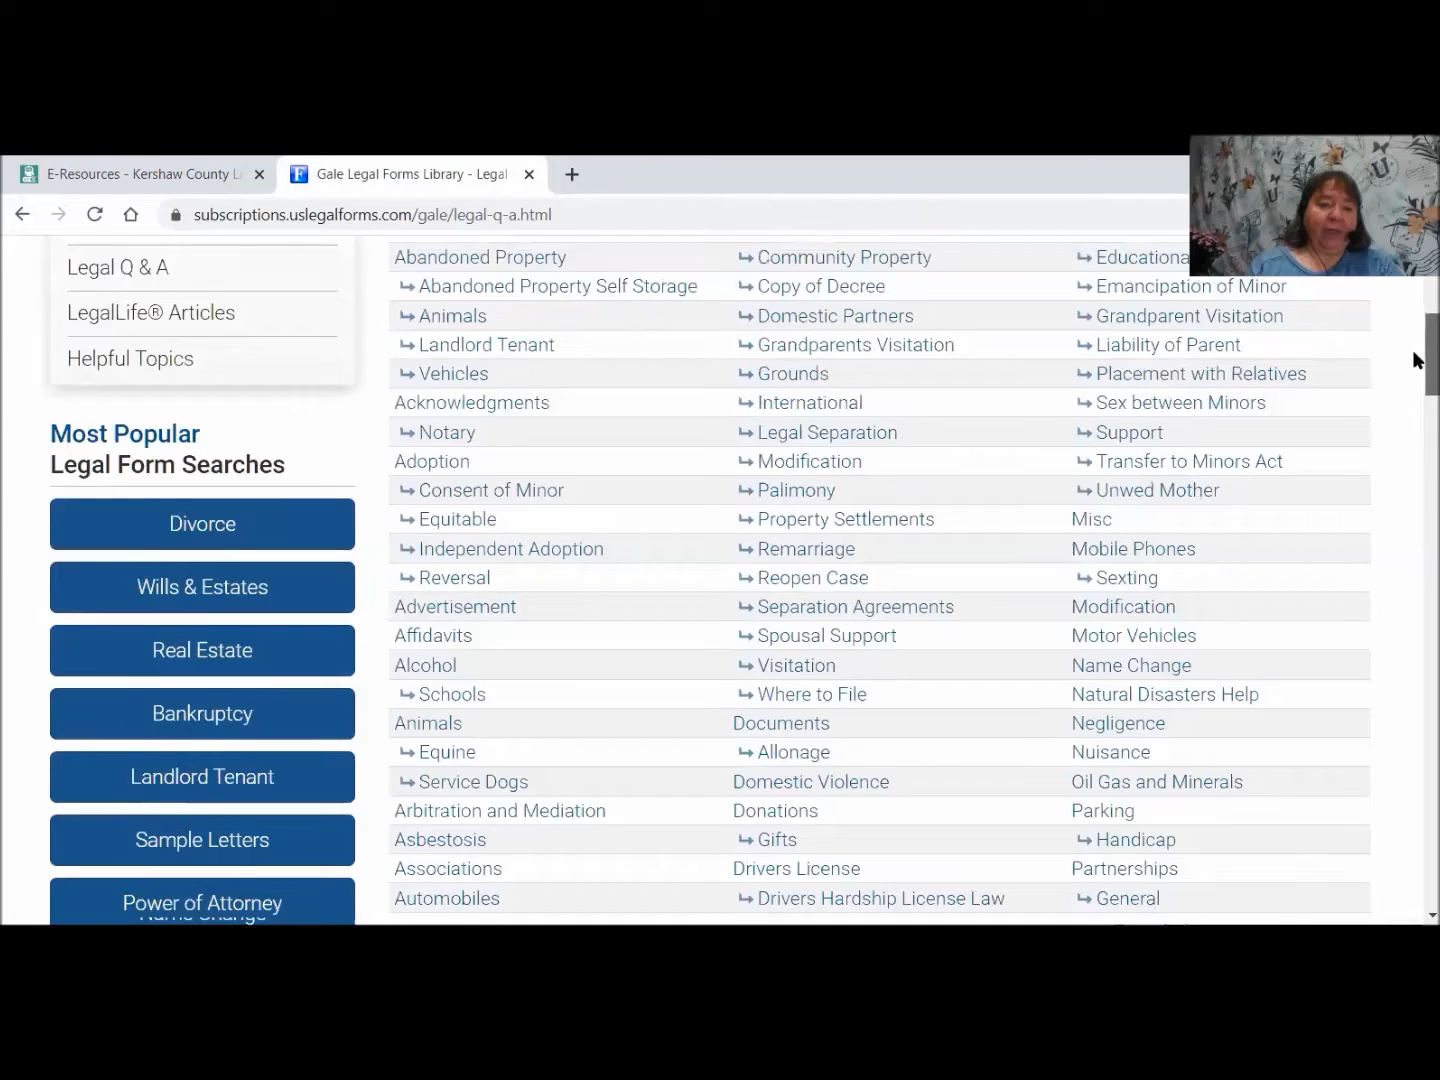 E-Resources - Kershaw County L
Gale Legal Forms Library - Legal
subscriptions.uslegalforms.com/gale/legal-q-a.html
Legal Q & A
LegalLife® Articles
Helpful Topics
Most Popular
Legal Form Searches
Divorce
Wills & Estates
Real Estate
Bankruptcy
Landlord Tenant
Sample Letters
Power of Attorney
Name Change
Abandoned Property
Abandoned Property Self Storage
Animals
Landlord Tenant
Vehicles
Acknowledgments
Notary
Adoption
Consent of Minor
Equitable
Independent Adoption
Reversal
Advertisement
Affidavits
Alcohol
Schools
Animals
Equine
Service Dogs
Arbitration and Mediation
Asbestosis
Associations
Automobiles
Community Property
Copy of Decree
Domestic Partners
Grandparents Visitation
Grounds
International
Legal Separation
Modification
Palimony
Property Settlements
Remarriage
Reopen Case
Separation Agreements
Spousal Support
Visitation
Where to File
Documents
Allonage
Domestic Violence
Donations
Gifts
Drivers License
Drivers Hardship License Law
Educationa
Emancipation of Minor
Grandparent Visitation
Liability of Parent
Placement with Relatives
Sex between Minors
Support
Transfer to Minors Act
Unwed Mother
Misc
Mobile Phones
Sexting
Modification
Motor Vehicles
Name Change
Natural Disasters Help
Negligence
Nuisance
Oil Gas and Minerals
Parking
Handicap
Partnerships
General